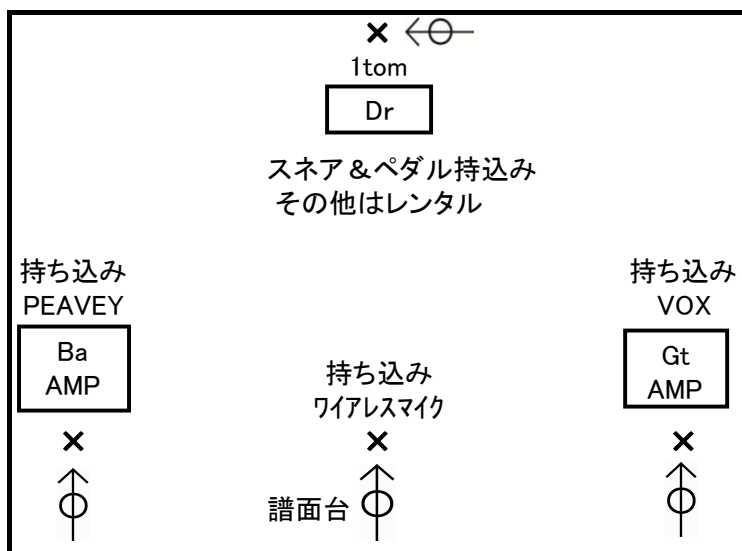 1tom
Dr
スネア＆ペダル持込み
その他はレンタル
持ち込み
PEAVEY
Ba
AMP
持ち込み
ﾜｲｱﾚｽﾏｲｸ
持ち込み
VOX
Gt
AMP
譜面台